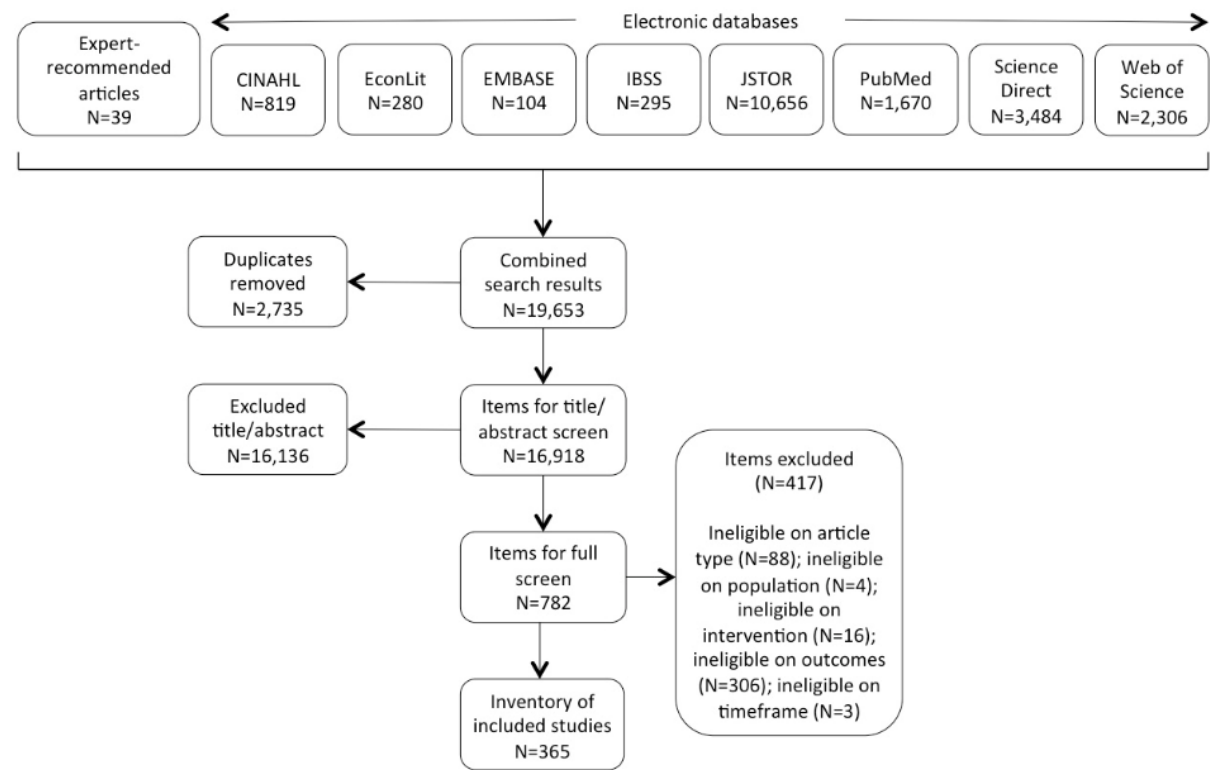 Electronic databases
Expert-
recommended
articles
N=39
CINAHL
N=819
EconLit
N=280
EMBASE
N=104
IBSS
N=295
JSTOR
N=10,656
PubMed
N=1,670
Science
Direct
N=3,484
Web of
Science
N=2,306
Duplicates
removed
N=2,735
Combined
search results
N=19,653
Excluded
title/abstract
N=16,136
Items for title/
abstract screen
N=16,918
Items excluded
(N=417)
Ineligible on article
type (N=88); ineligible
on population (N=4);
ineligible on
intervention (N=16);
ineligible on outcomes
(N=306); ineligible on
timeframe (N=3)
Items for full
screen
N=782
Inventory of
included studies
N=365